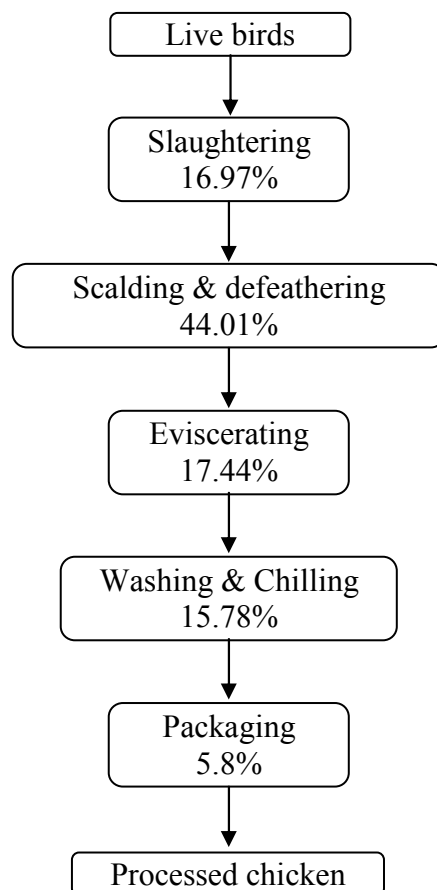 Live birds
Slaughtering
16.97%
Scalding & defeathering
44.01%
Eviscerating
17.44%
Washing & Chilling
15.78%
Packaging
5.8%
Processed chicken